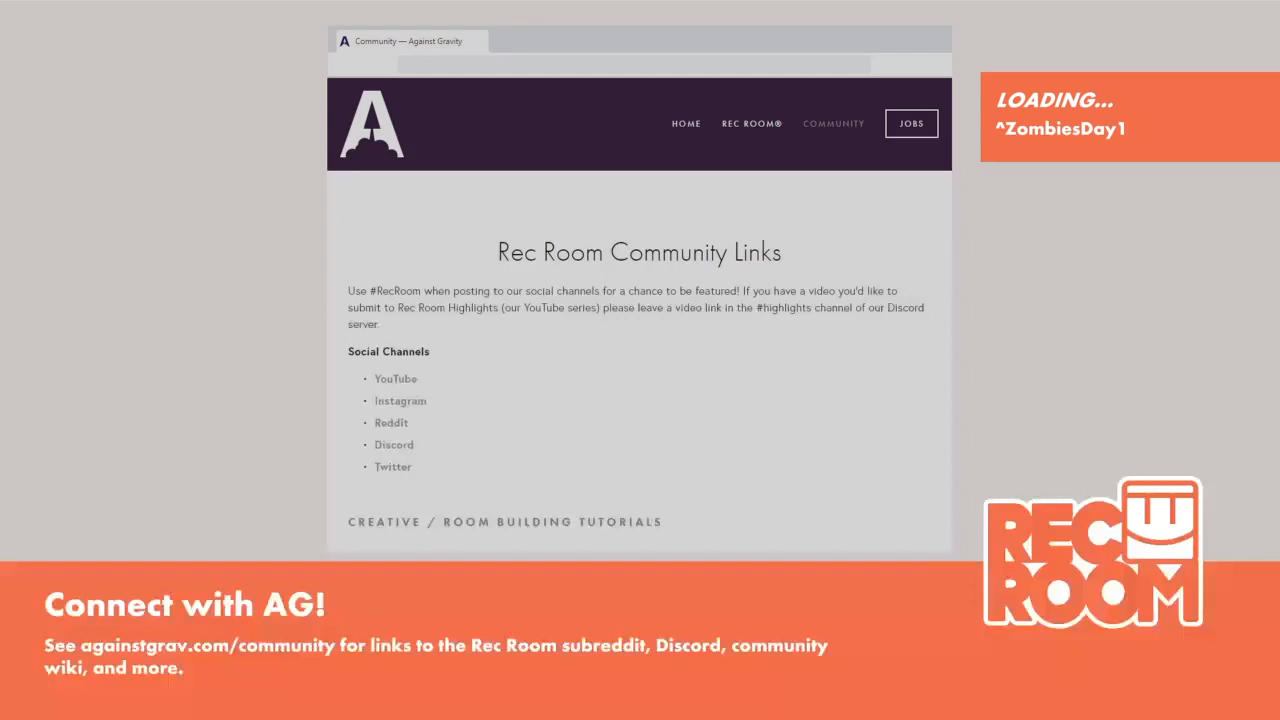 Community — Against Gravity
HOME REC ROOM® COMMUNITY JOBS
LOADING...
^ZombiesDay1
Rec Room Community Links
Use #RecRoom when posting to our social channels for a chance to be featured! If you have a video you'd like to
submit to Rec Room Highlights (our YouTube series) please leave a video link in the #highlights channel of our Discord
server.
Social Channels
• YouTube
• Instagram
• Reddit
• Discord
• Twitter
CREATIVE / ROOM BUILDING TUTORIALS
REC
ROOM
Connect with AG!
See againstgrav.com/community for links to the Rec Room subreddit, Discord, community
wiki, and more.